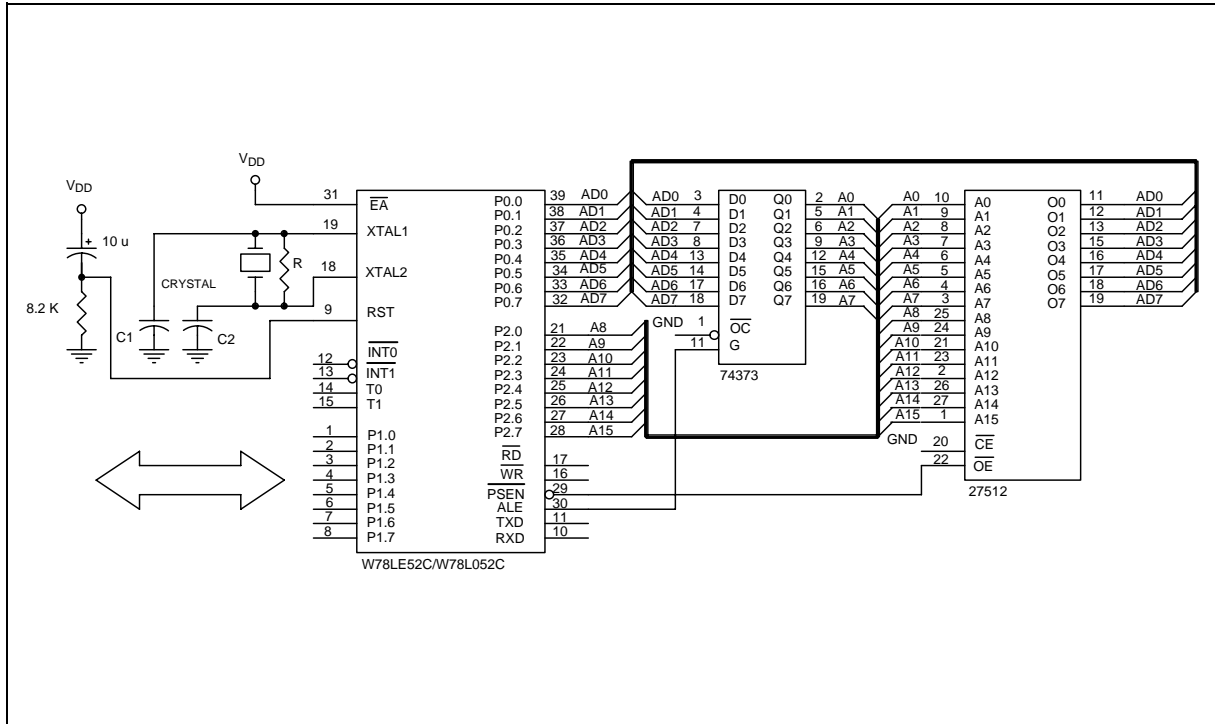 VDD
VDD
10 u
8.2 K
C1
C2
CRYSTAL
R
31 EA
19 XTAL1
18 XTAL2
9 RST
12 INT0
13 INT1
14 T0
15 T1
1 P1.0
2 P1.1
3 P1.2
4 P1.3
5 P1.4
6 P1.5
7 P1.6
8 P1.7
P0.0 39 AD0
P0.1 38 AD1
P0.2 37 AD2
P0.3 36 AD3
P0.4 35 AD4
P0.5 34 AD5
P0.6 33 AD6
P0.7 32 AD7
P2.0 21 A8
P2.1 22 A9
P2.2 23 A10
P2.3 24 A11
P2.4 25 A12
P2.5 26 A13
P2.6 27 A14
P2.7 28 A15
RD 17
WR 16
PSEN 29
ALE 30
TXD 11
RXD 10
W78LE52C/W78L052C
AD0 3 D0 Q0 2 A0
AD1 4 D1 Q1 5 A1
AD2 7 D2 Q2 6 A2
AD3 8 D3 Q3 9 A3
AD4 13 D4 Q4 12 A4
AD5 14 D5 Q5 15 A5
AD6 17 D6 Q6 16 A6
AD7 18 D7 Q7 19 A7
GND 1 OC
11 G
74373
A0 10 A0 O0 11 AD0
A1 9 A1 O1 12 AD1
A2 8 A2 O2 13 AD2
A3 7 A3 O3 15 AD3
A4 6 A4 O4 16 AD4
A5 5 A5 O5 17 AD5
A6 4 A6 O6 18 AD6
A7 3 A7 O7 19 AD7
A8 25 A8
A9 24 A9
A10 21 A10
A11 23 A11
A12 2 A12
A13 26 A13
A14 27 A14
A15 1 A15
GND 20 CE
22 OE
27512